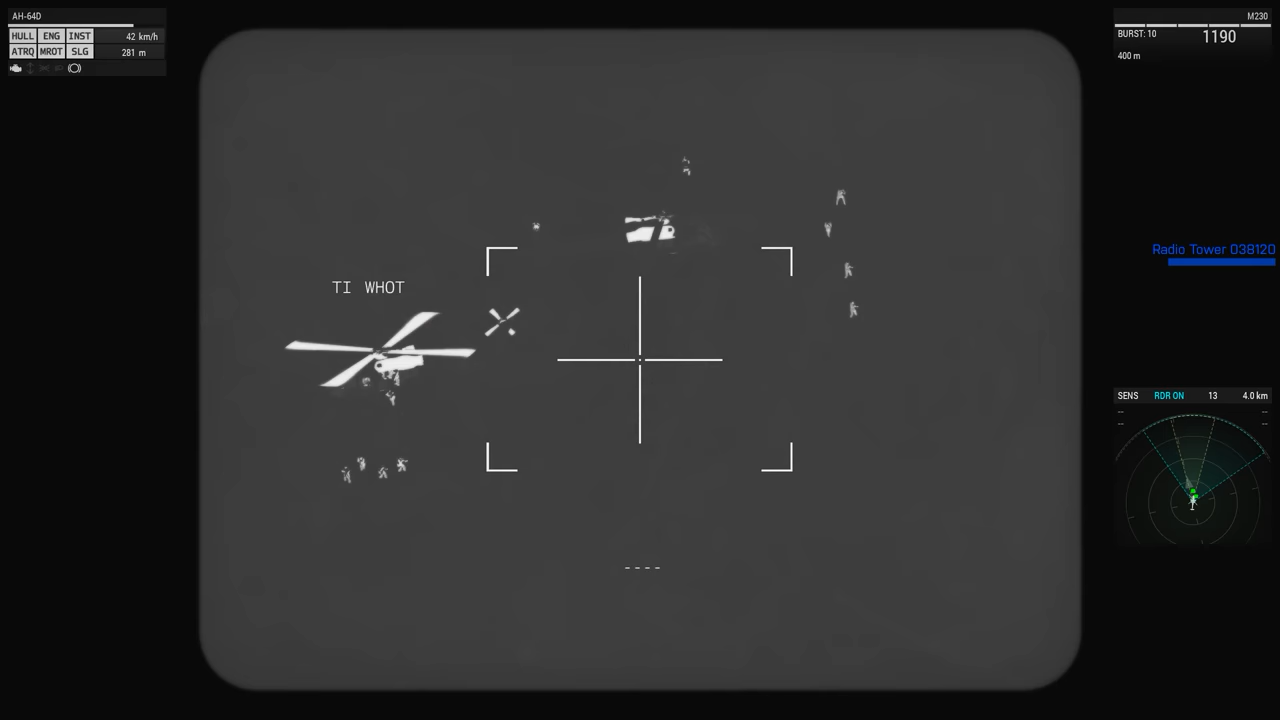 AH-64D
HULL ENG INST 42 km/h
ATRQ MROT SLG 281 m
M230
BURST: 10 1190
400 m
Radio Tower 038120
TI WHOT
SENS RDR ON 13 4.0 km
-- --
-- --
----